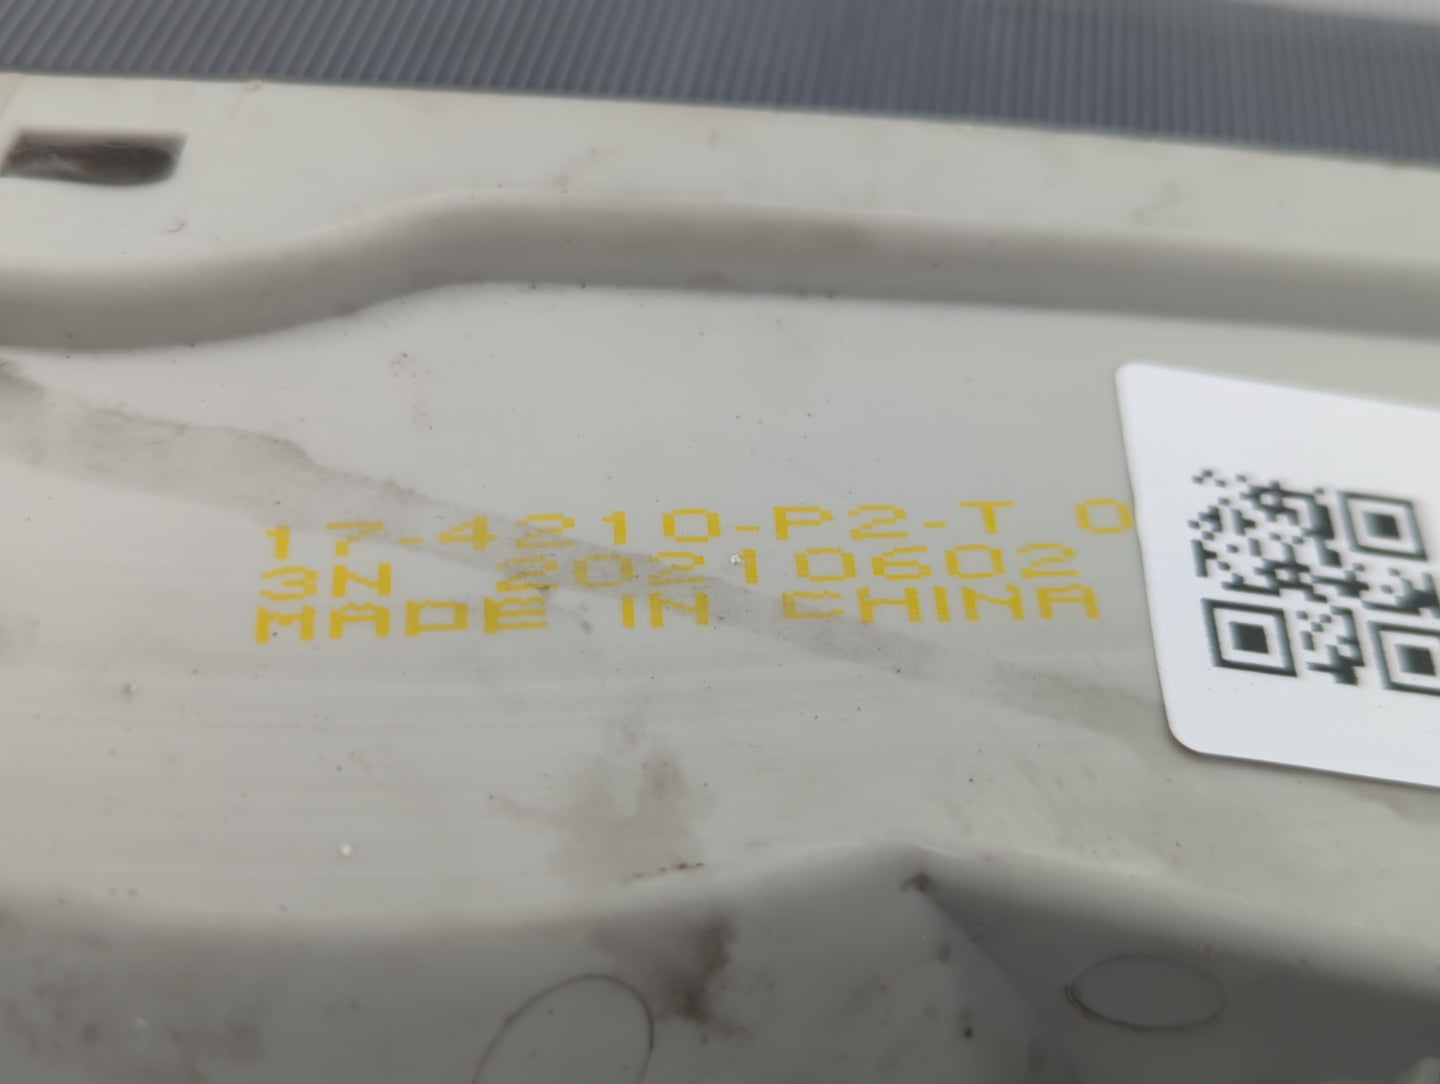 17-4210-P2-T 0
3N 20210602
MADE IN CHINA